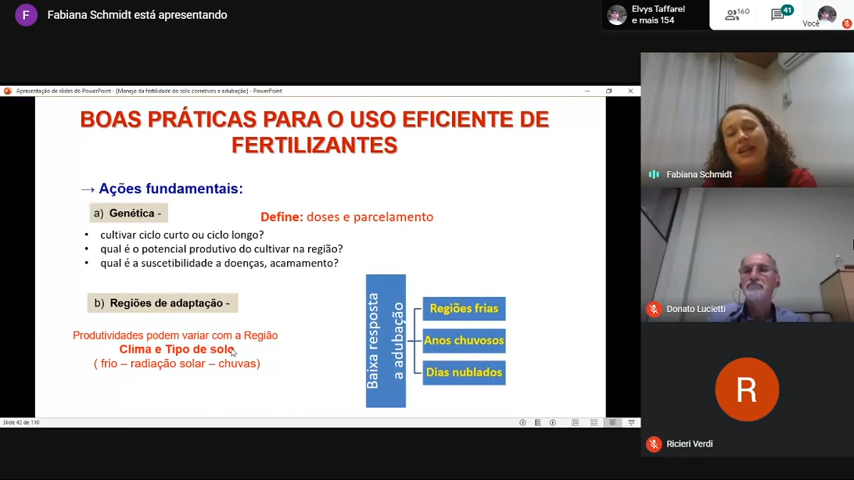 F Fabiana Schmidt está apresentando
Elvys Taffarel
e mais 154
160
41
Você
Apresentação de slides do PowerPoint - [Manejo da fertilidade do solo corretivos e adubação] - PowerPoint
BOAS PRÁTICAS PARA O USO EFICIENTE DE
FERTILIZANTES
→ Ações fundamentais:
a) Genética -
Define: doses e parcelamento
• cultivar ciclo curto ou ciclo longo?
• qual é o potencial produtivo do cultivar na região?
• qual é a suscetibilidade a doenças, acamamento?
b) Regiões de adaptação -
Produtividades podem variar com a Região
Clima e Tipo de solo
( frio – radiação solar – chuvas)
Baixa resposta
a adubação
Regiões frias
Anos chuvosos
Dias nublados
Slide 42 de 110
Fabiana Schmidt
Donato Lucietti
R
Ricieri Verdi